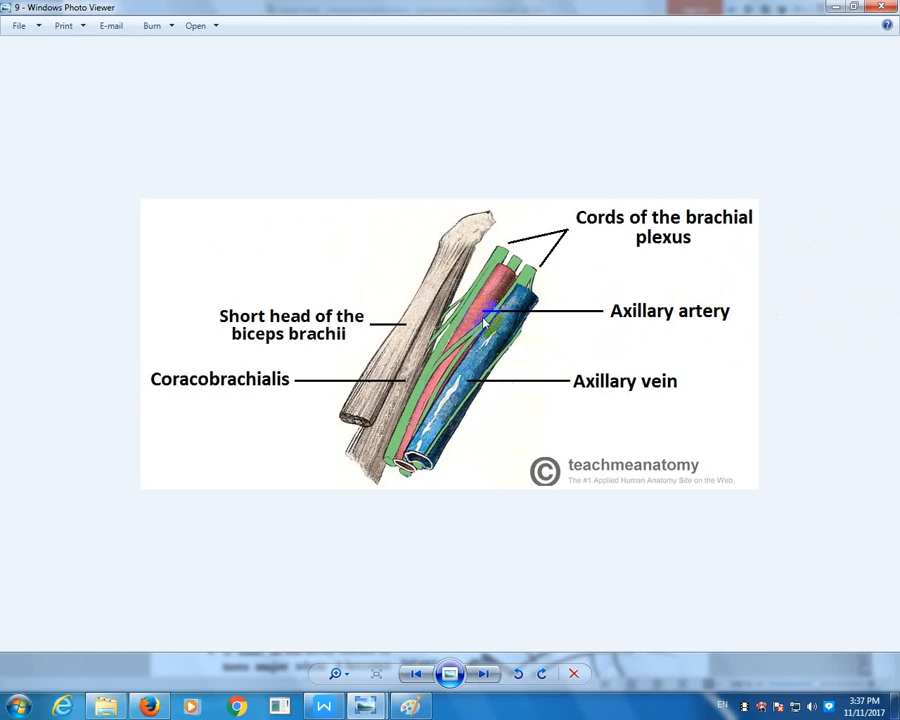 9 - Windows Photo Viewer
File Print E-mail Burn Open
Cords of the brachial
plexus
Short head of the
biceps brachii
Axillary artery
Coracobrachialis
Axillary vein
© teachmeanatomy
The #1 Applied Human Anatomy Site on the Web.
EN
3:37 PM
11/11/2017